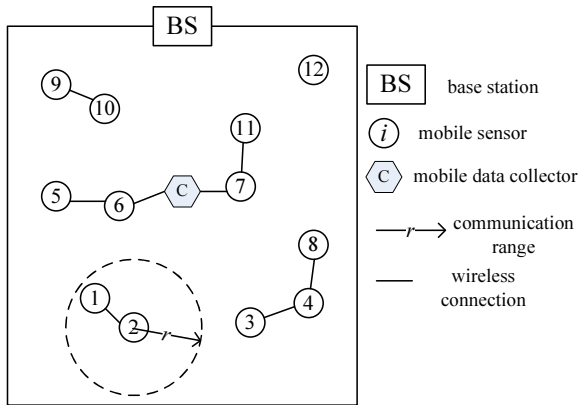 BS
12
9
10
11
5
6
C
7
8
1
2
r
3
4
BS base station
i mobile sensor
C mobile data collector
r communication
range
wireless
connection